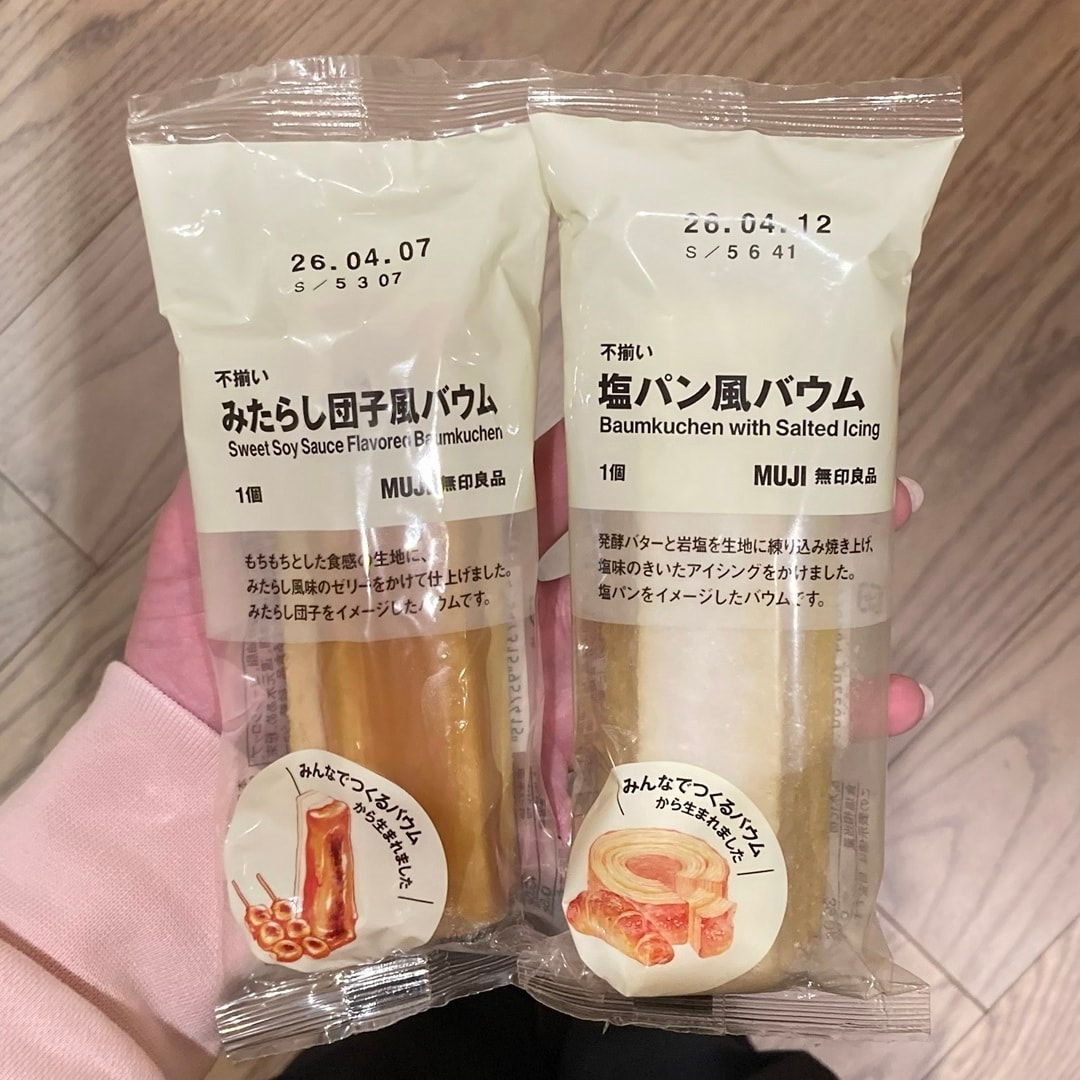 26.04.07
S/5307
不揃い
みたらし団子風バウム
Sweet Soy Sauce Flavored Baumkuchen
1個
MUJI 無印良品
もちもちとした食感の生地に、
みたらし風味のゼリーをかけて仕上げました。
みたらし団子をイメージしたバウムです。
みんなでつくるバウム
から生まれました
26.04.12
S/5641
不揃い
塩パン風バウム
Baumkuchen with Salted Icing
1個
MUJI 無印良品
発酵バターと岩塩を生地に練り込み焼き上げ、
塩味のきいたアイシングをかけました。
塩パンをイメージしたバウムです。
みんなでつくるバウム
から生まれました